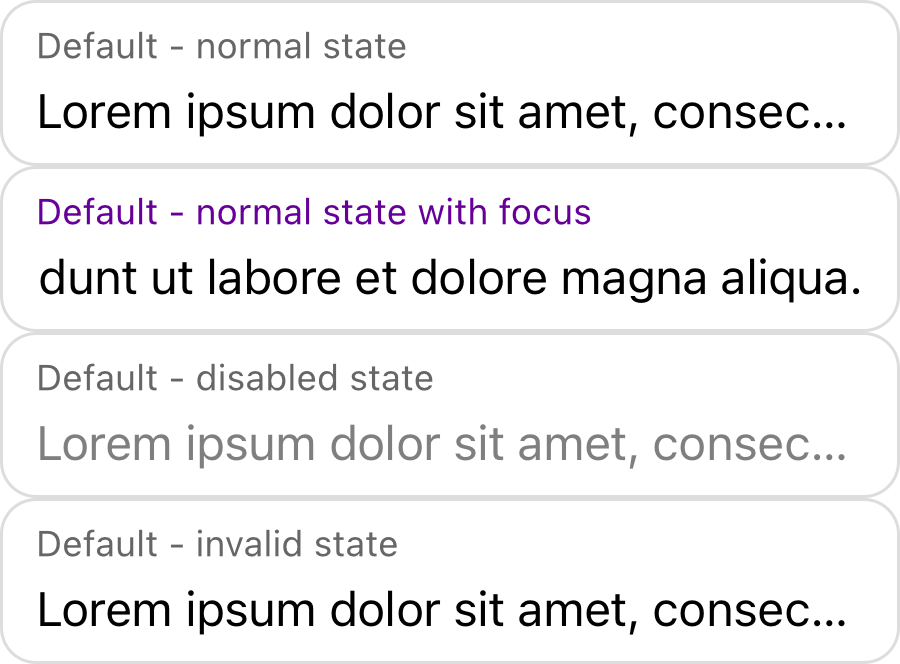 Default - normal state
Lorem ipsum dolor sit amet, consec...
Default - normal state with focus
dunt ut labore et dolore magna aliqua.
Default - disabled state
Lorem ipsum dolor sit amet, consec...
Default - invalid state
Lorem ipsum dolor sit amet, consec...